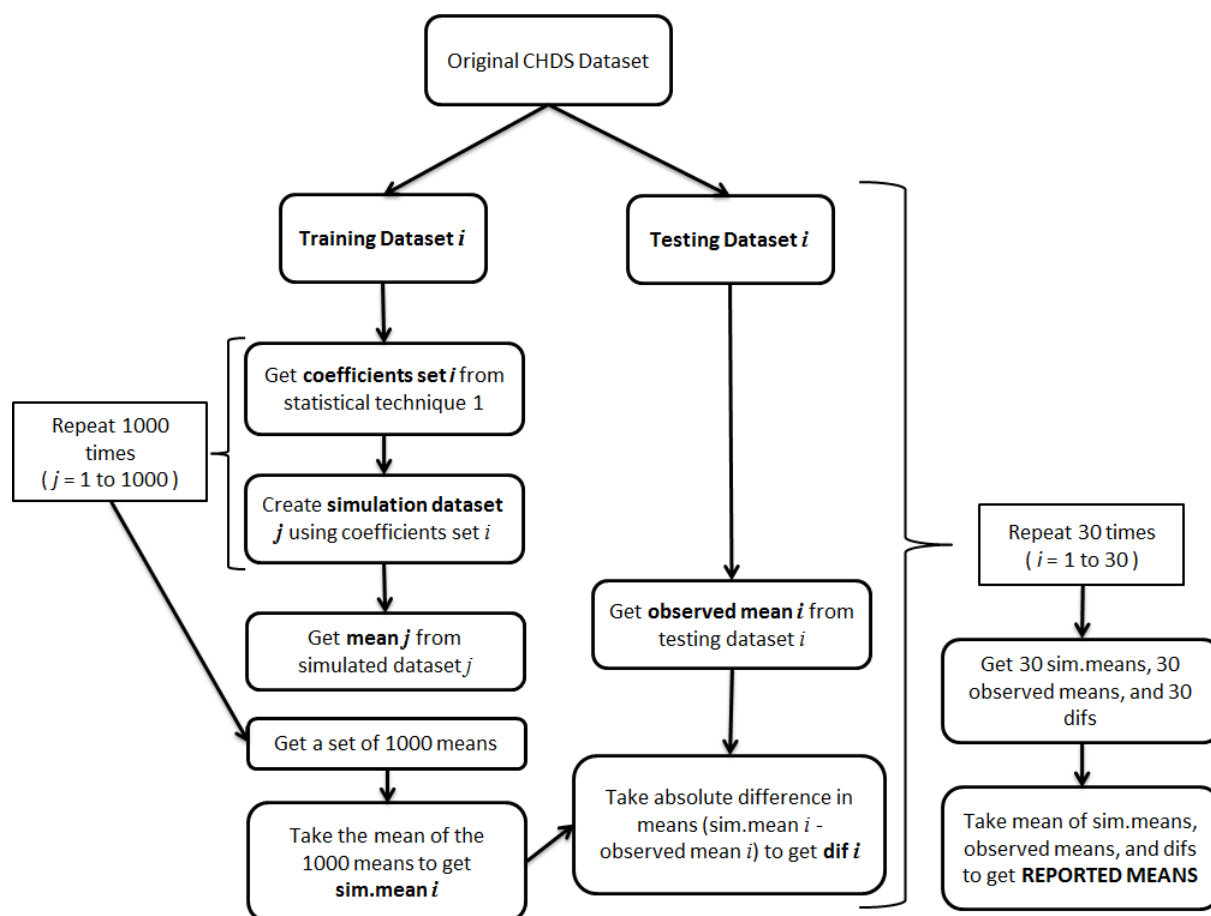 Original CHDS Dataset
Training Dataset i
Testing Dataset i
Get coefficients set i from
statistical technique 1
Repeat 1000
times
( j = 1 to 1000 )
Create simulation dataset
j using coefficients set i
Get mean j from
simulated dataset j
Get a set of 1000 means
Take the mean of the
1000 means to get
sim.mean i
Get observed mean i from
testing dataset i
Take absolute difference in
means (sim.mean i -
observed mean i) to get dif i
Repeat 30 times
( i = 1 to 30 )
Get 30 sim.means, 30
observed means, and 30
difs
Take mean of sim.means,
observed means, and difs
to get REPORTED MEANS